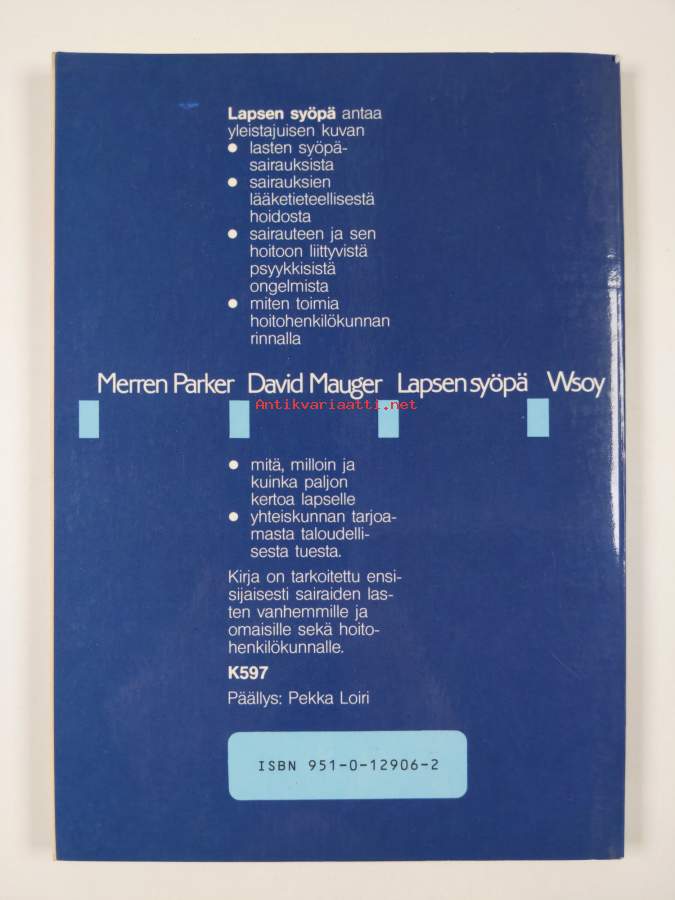 Lapsen syöpä antaa
yleistajuisen kuvan
● lasten syöpä-
sairauksista
● sairauksien
lääketieteellisestä
hoidosta
● sairauteen ja sen
hoitoon liittyvistä
psyykkisistä
ongelmista
● miten toimia
hoitohenkilökunnan
rinnalla
Merren Parker David Mauger Lapsen syöpä Wsoy
Antikvariaatti.net
● mitä, milloin ja
kuinka paljon
kertoa lapselle
● yhteiskunnan tarjoa-
masta taloudelli-
sesta tuesta.
Kirja on tarkoitettu ensi-
sijaisesti sairaiden las-
ten vanhemmille ja
omaisille sekä hoito-
henkilökunnalle.
K597
Päällys: Pekka Loiri
ISBN 951-0-12906-2